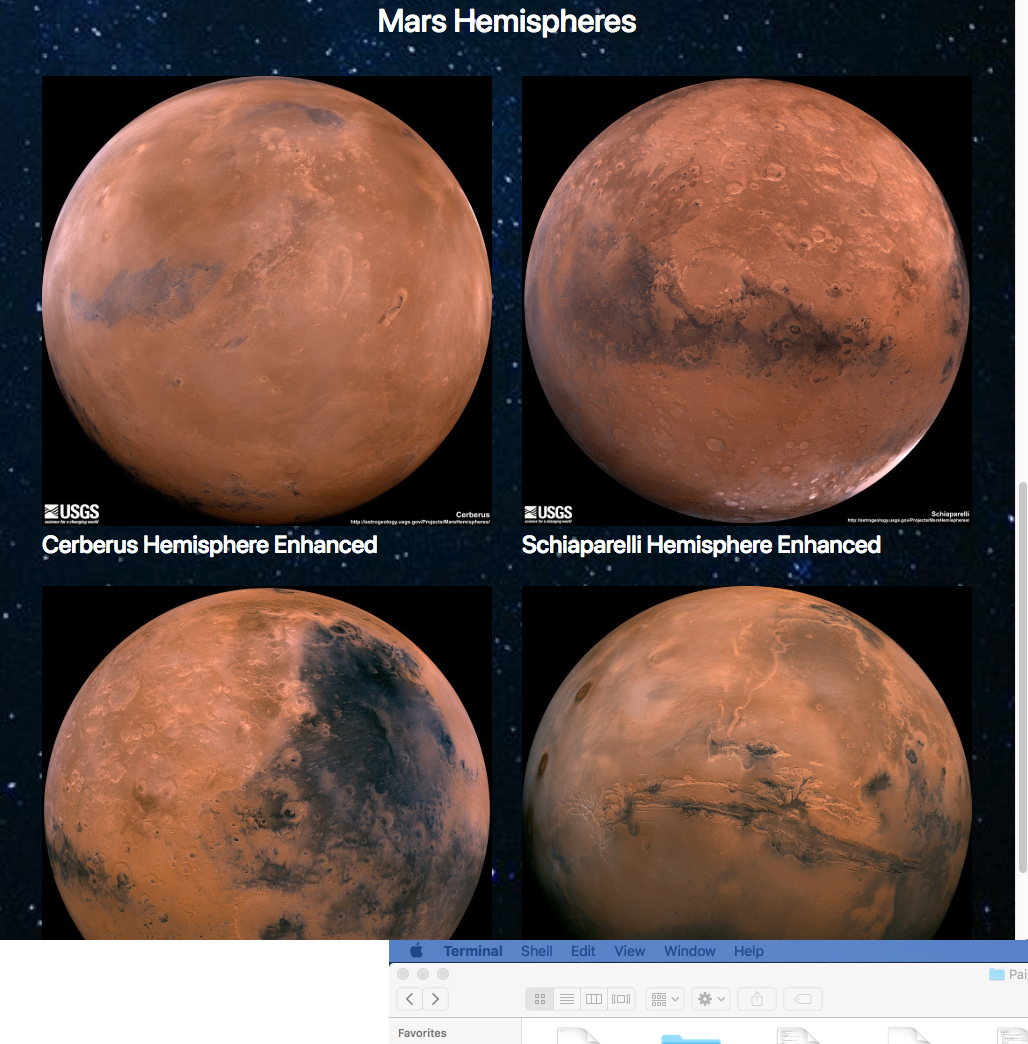 Mars Hemispheres
USGS
science for a changing world
Cerberus
http://astrogeology.usgs.gov/Projects/MarsHemispheres/
USGS
science for a changing world
Schiaparelli
http://astrogeology.usgs.gov/Projects/MarsHemispheres/
Cerberus Hemisphere Enhanced
Schiaparelli Hemisphere Enhanced
Terminal Shell Edit View Window Help
Favorites